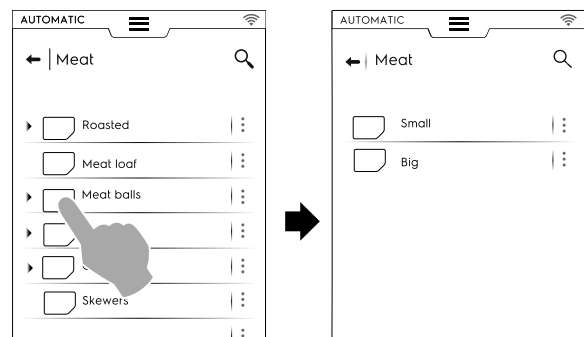 AUTOMATIC
Meat
Roasted
Meat loaf
Meat balls
Skewers
AUTOMATIC
Meat
Small
Big